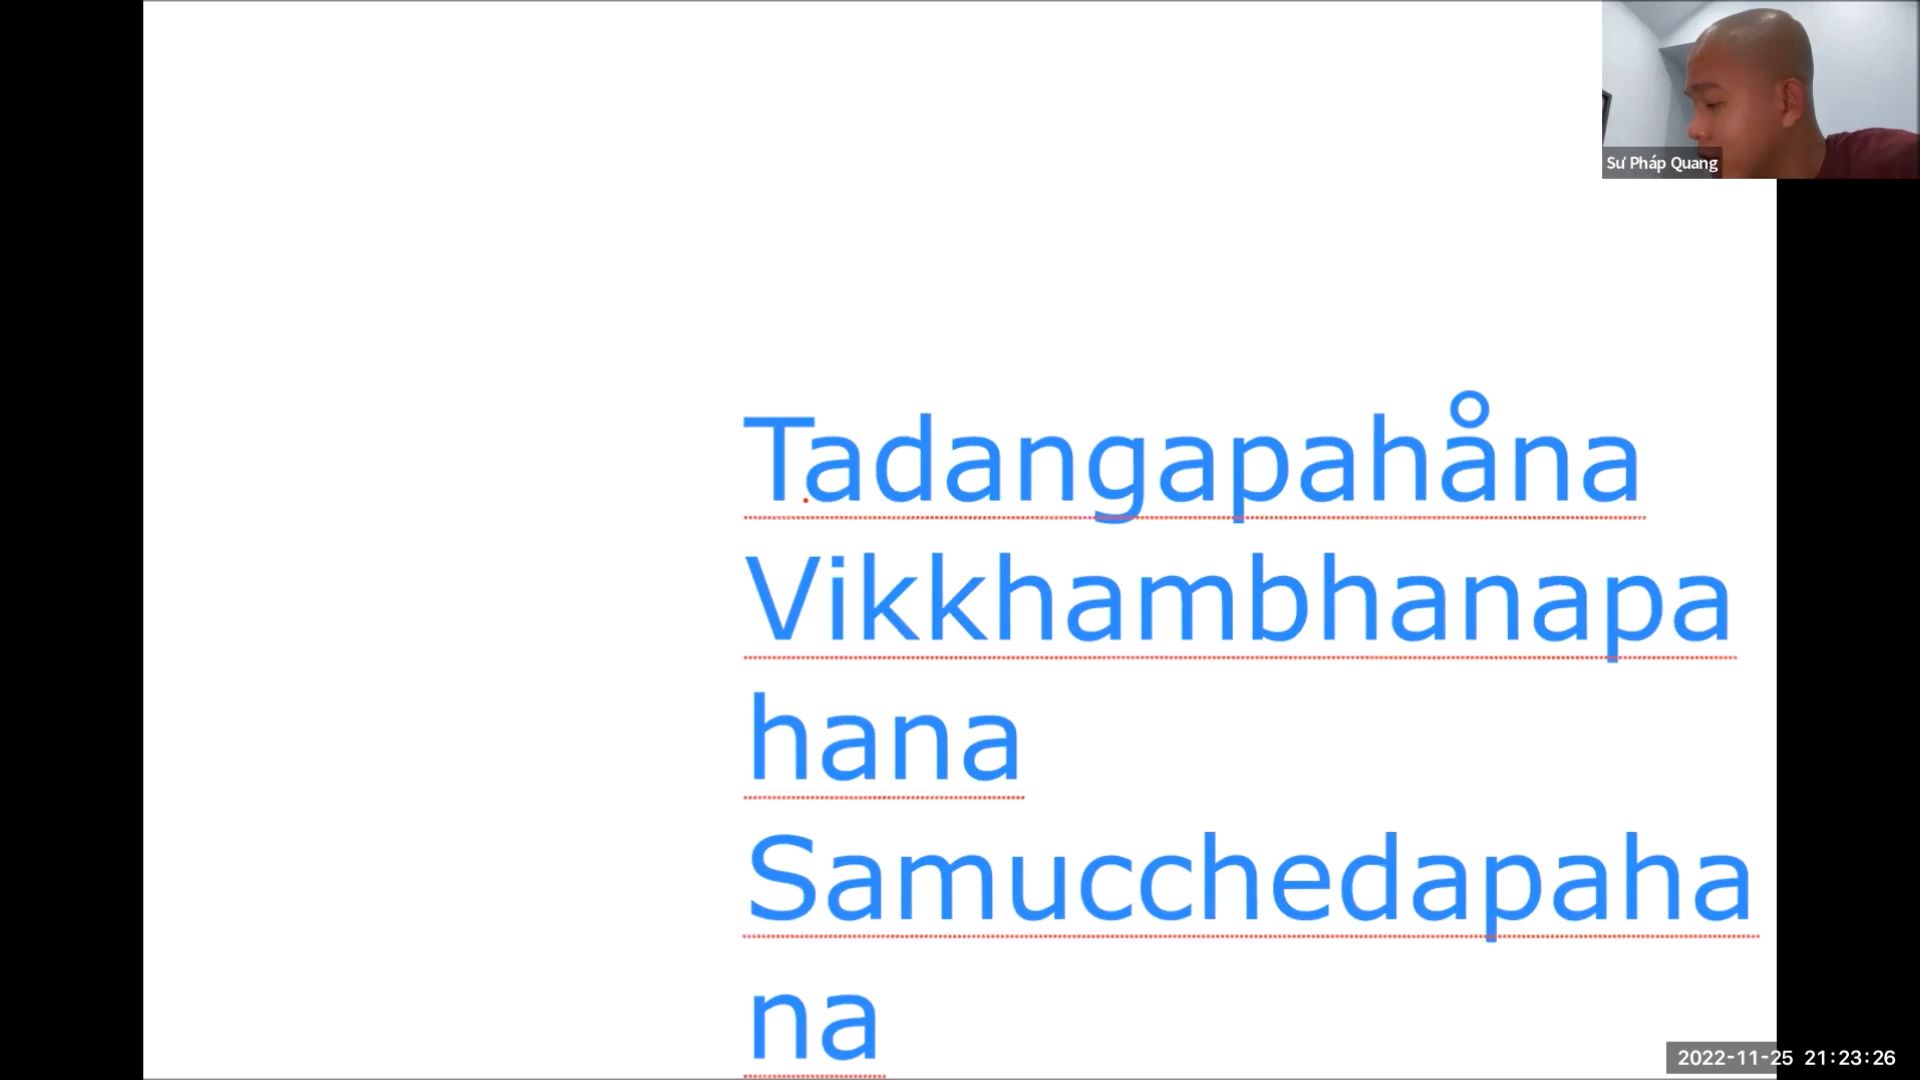 Sư Pháp Quang
Tadangapahåna
Vikkhambhanapa
hana
Samucchedapaha
na
2022-11-25 21:23:26